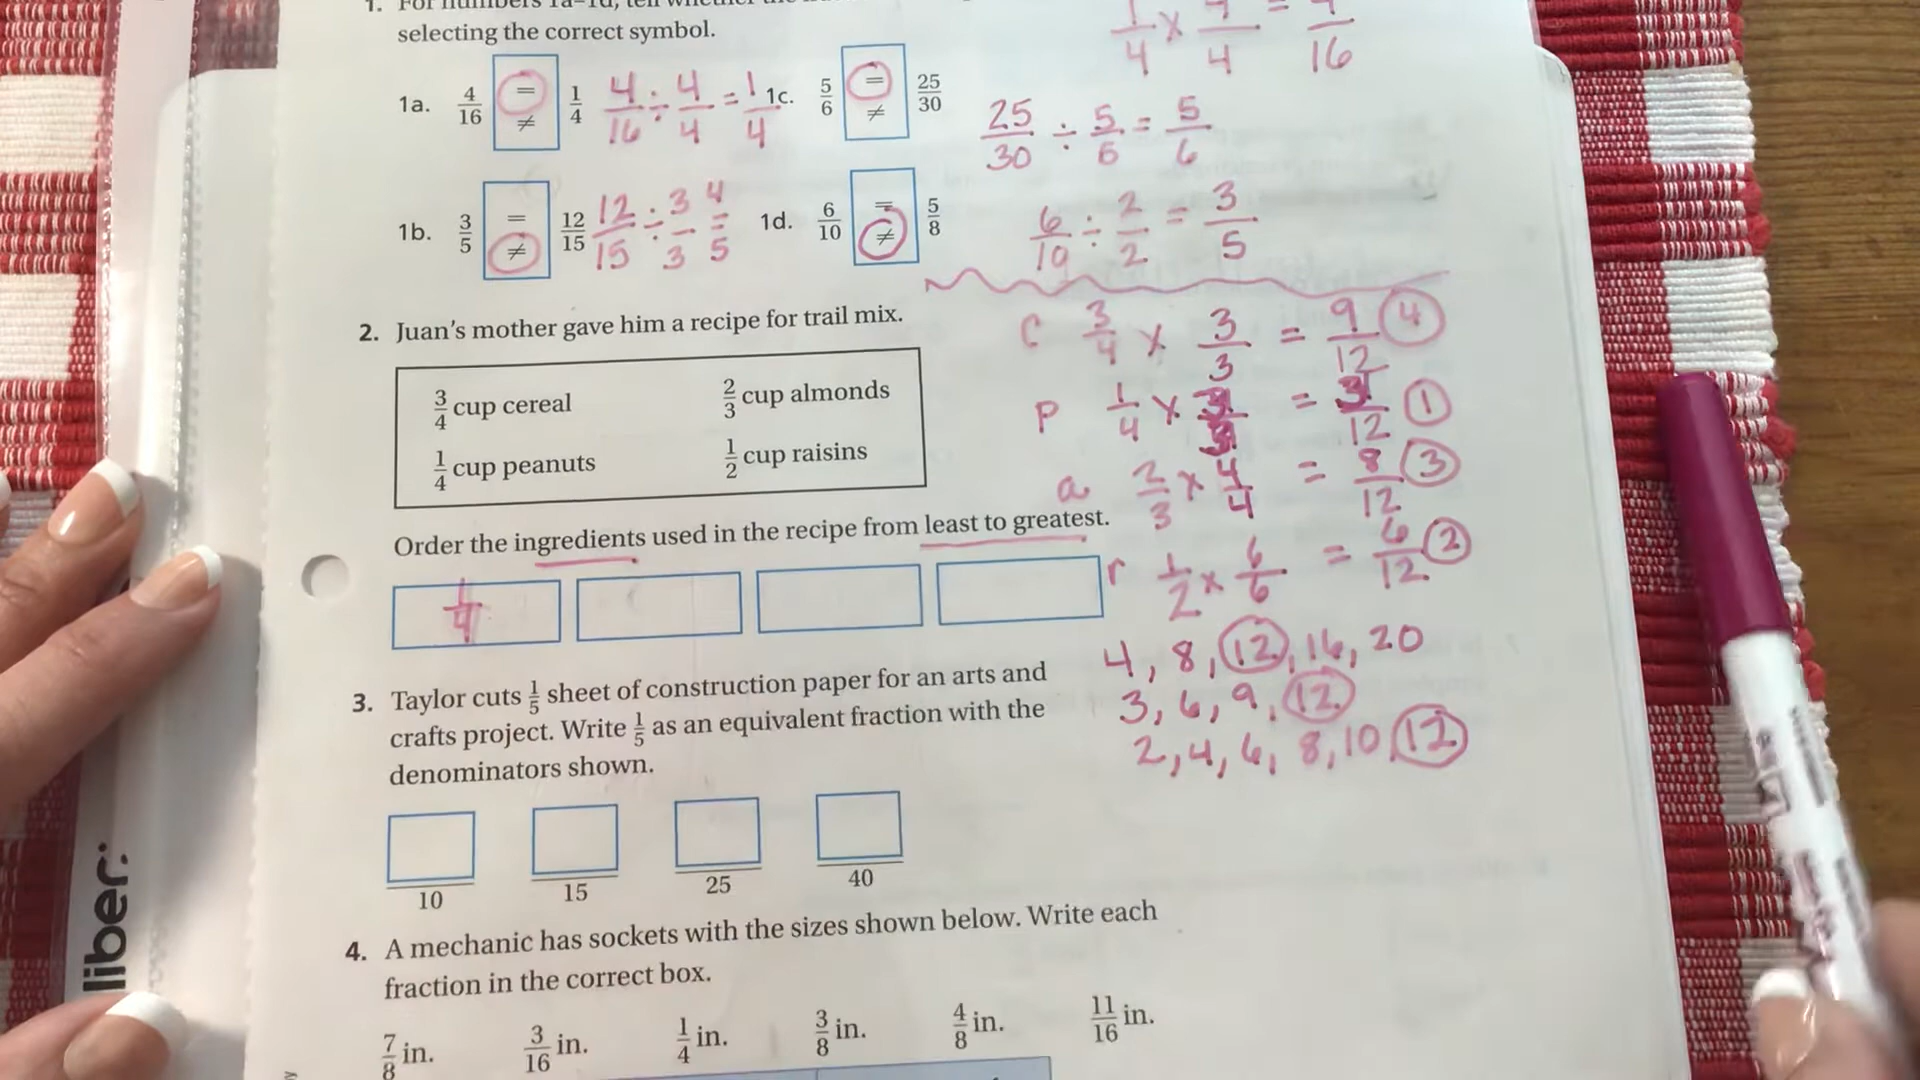 1. For numbers 1a–1d, tell whether the
selecting the correct symbol.
1/4 × 4/4 = 4/16
1a. 4/16 = ≠ 1/4 4/16 ÷ 4/4 = 1/4
1c. 5/6 = ≠ 25/30 25/30 ÷ 5/5 = 5/6
1b. 3/5 = ≠ 12/15 12/15 ÷ 3/3 = 4/5
1d. 6/10 = ≠ 5/8 6/10 ÷ 2/2 = 3/5
2. Juan's mother gave him a recipe for trail mix.
3/4 cup cereal 2/3 cup almonds
1/4 cup peanuts 1/2 cup raisins
C 3/4 × 3/3 = 9/12 4
P 1/4 × 3/3 = 3/12 1
a 2/3 × 4/4 = 8/12 3
r 1/2 × 6/6 = 6/12 2
Order the ingredients used in the recipe from least to greatest.
1/4
4, 8, 12, 16, 20
3, 6, 9, 12
2, 4, 6, 8, 10 12
3. Taylor cuts 1/5 sheet of construction paper for an arts and
crafts project. Write 1/5 as an equivalent fraction with the
denominators shown.
10 15 25 40
4. A mechanic has sockets with the sizes shown below. Write each
fraction in the correct box.
7/8 in. 3/16 in. 1/4 in. 3/8 in. 4/8 in. 11/16 in.
liber: